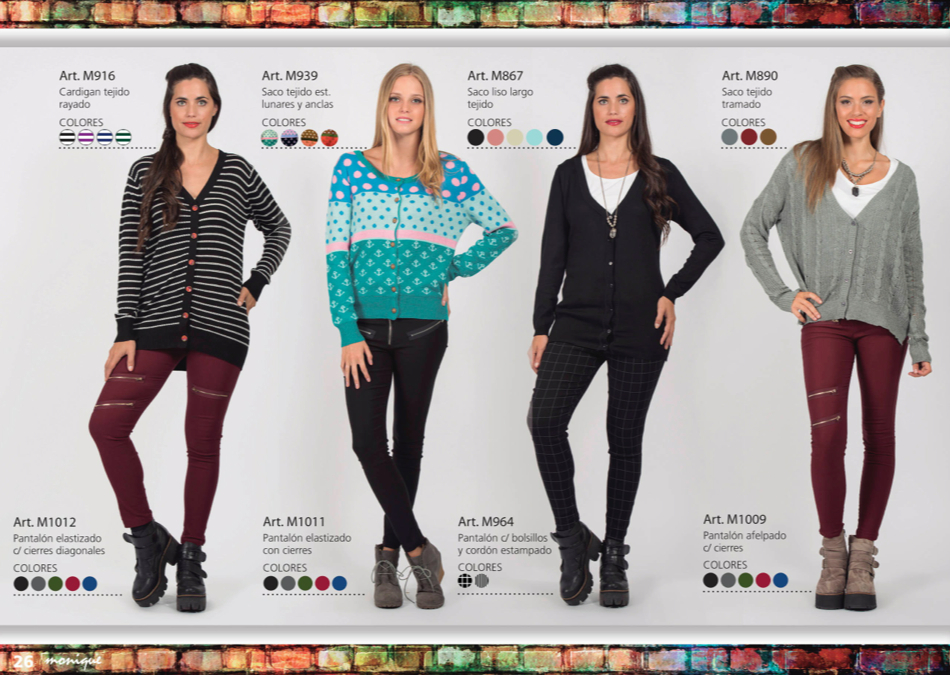 Art. M916
Cardigan tejido
rayado
COLORES
Art. M939
Saco tejido est.
lunares y anclas
COLORES
Art. M867
Saco liso largo
tejido
COLORES
Art. M890
Saco tejido
tramado
COLORES
Art. M1012
Pantalón elastizado
c/ cierres diagonales
COLORES
Art. M1011
Pantalón elastizado
con cierres
COLORES
Art. M964
Pantalón c/ bolsillos
y cordón estampado
COLORES
Art. M1009
Pantalón afelpado
c/ cierres
COLORES
26 monique